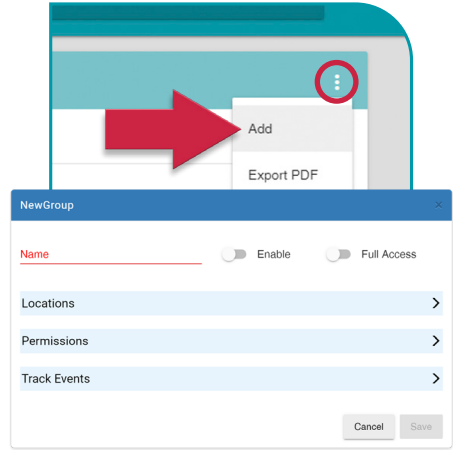 Add
Export PDF
NewGroup ×
Name Enable Full Access
Locations
Permissions
Track Events
Cancel Save